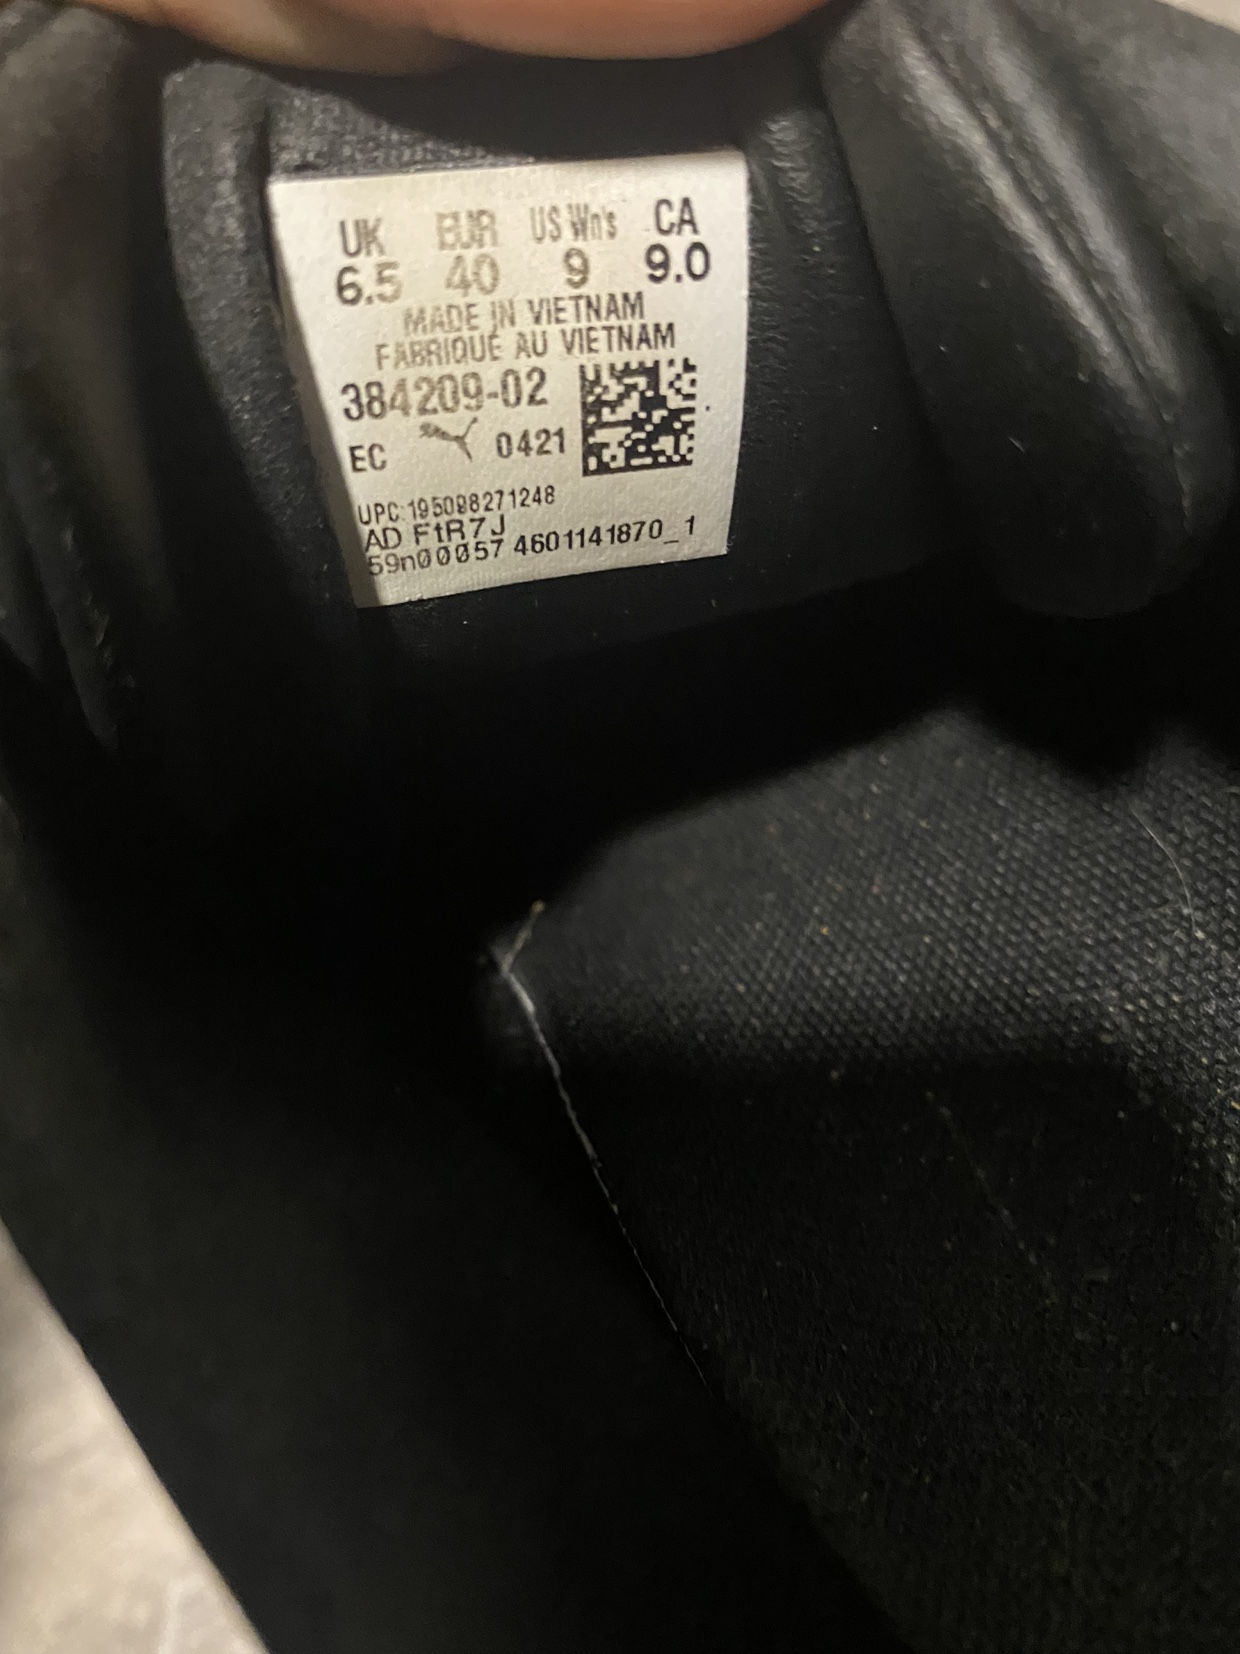 UK EUR US Wn's CA
6.5 40 9 9.0
MADE IN VIETNAM
FABRIQUE AU VIETNAM
384209-02
EC 0421
UPC:195098271248
AD FtR7J
59n00057 4601141870_1